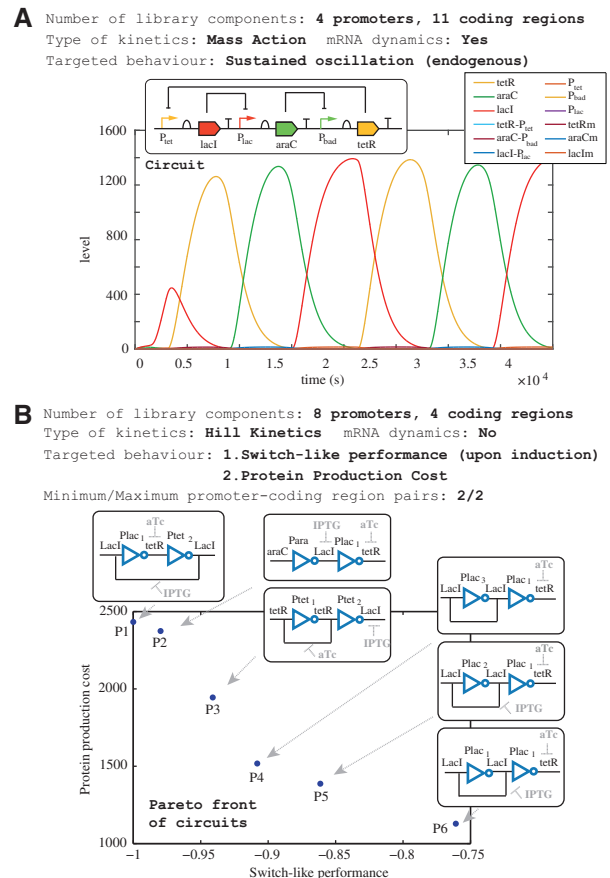 A
Number of library components: 4 promoters, 11 coding regions
Type of kinetics: Mass Action mRNA dynamics: Yes
Targeted behaviour: Sustained oscillation (endogenous)
tetR
araC
lacI
tetR-Ptet
araC-Pbad
lacI-Plac
Ptet
Pbad
Plac
tetRm
araCm
lacIm
Ptet lacI Plac araC Pbad tetR
Circuit
1600
1200
800
400
0
level
0 .5 1 1.5 2 2.5 3 3.5 4 4.5
time (s)
×10^4
B
Number of library components: 8 promoters, 4 coding regions
Type of kinetics: Hill Kinetics mRNA dynamics: No
Targeted behaviour: 1.Switch-like performance (upon induction)
2.Protein Production Cost
Minimum/Maximum promoter-coding region pairs: 2/2
aTc
LacI Plac1 tetR Ptet2 LacI
IPTG
IPTG aTc
araC Para LacI Plac1 tetR
tetR Ptet1 tetR Ptet2 LacI
aTc IPTG
aTc
LacI Plac3 LacI Plac1 tetR
aTc
LacI Plac2 LacI Plac1 tetR
IPTG
aTc
LacI Plac1 LacI Plac1 tetR
IPTG
2500
2000
1500
1000
Protein production cost
P1
P2
P3
P4
P5
P6
Pareto front
of circuits
-1 -0.95 -0.9 -0.85 -0.8 -0.75
Switch-like performance